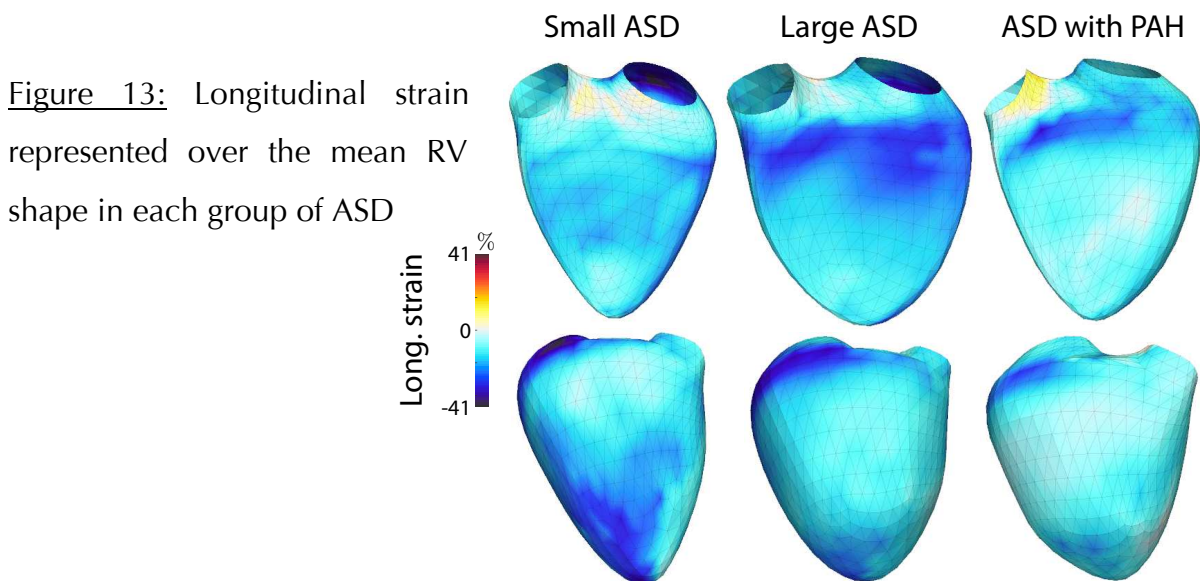 Small ASD
Large ASD
ASD with PAH
Figure 13: Longitudinal strain
represented over the mean RV
shape in each group of ASD
Long. strain
%
41
0
-41